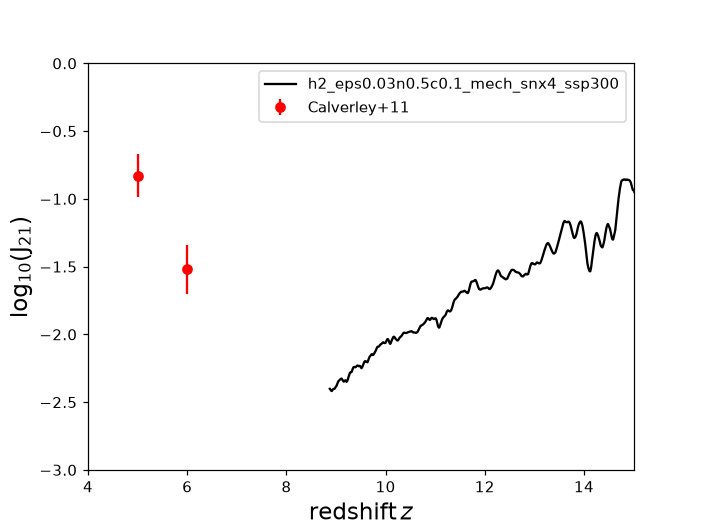 h2_eps0.03n0.5c0.1_mech_snx4_ssp300
Calverley+11
0.0
−0.5
−1.0
−1.5
−2.0
−2.5
−3.0
log₁₀(J₂₁)
4 6 8 10 12 14
redshift z